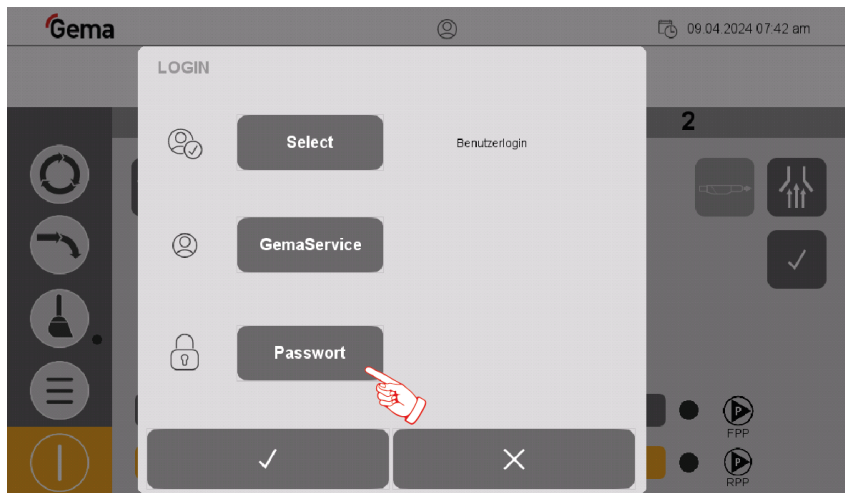 Gema
09.04.2024 07:42 am
LOGIN
2
Select
Benutzerlogin
GemaService
Passwort
P
FPP
P
RPP